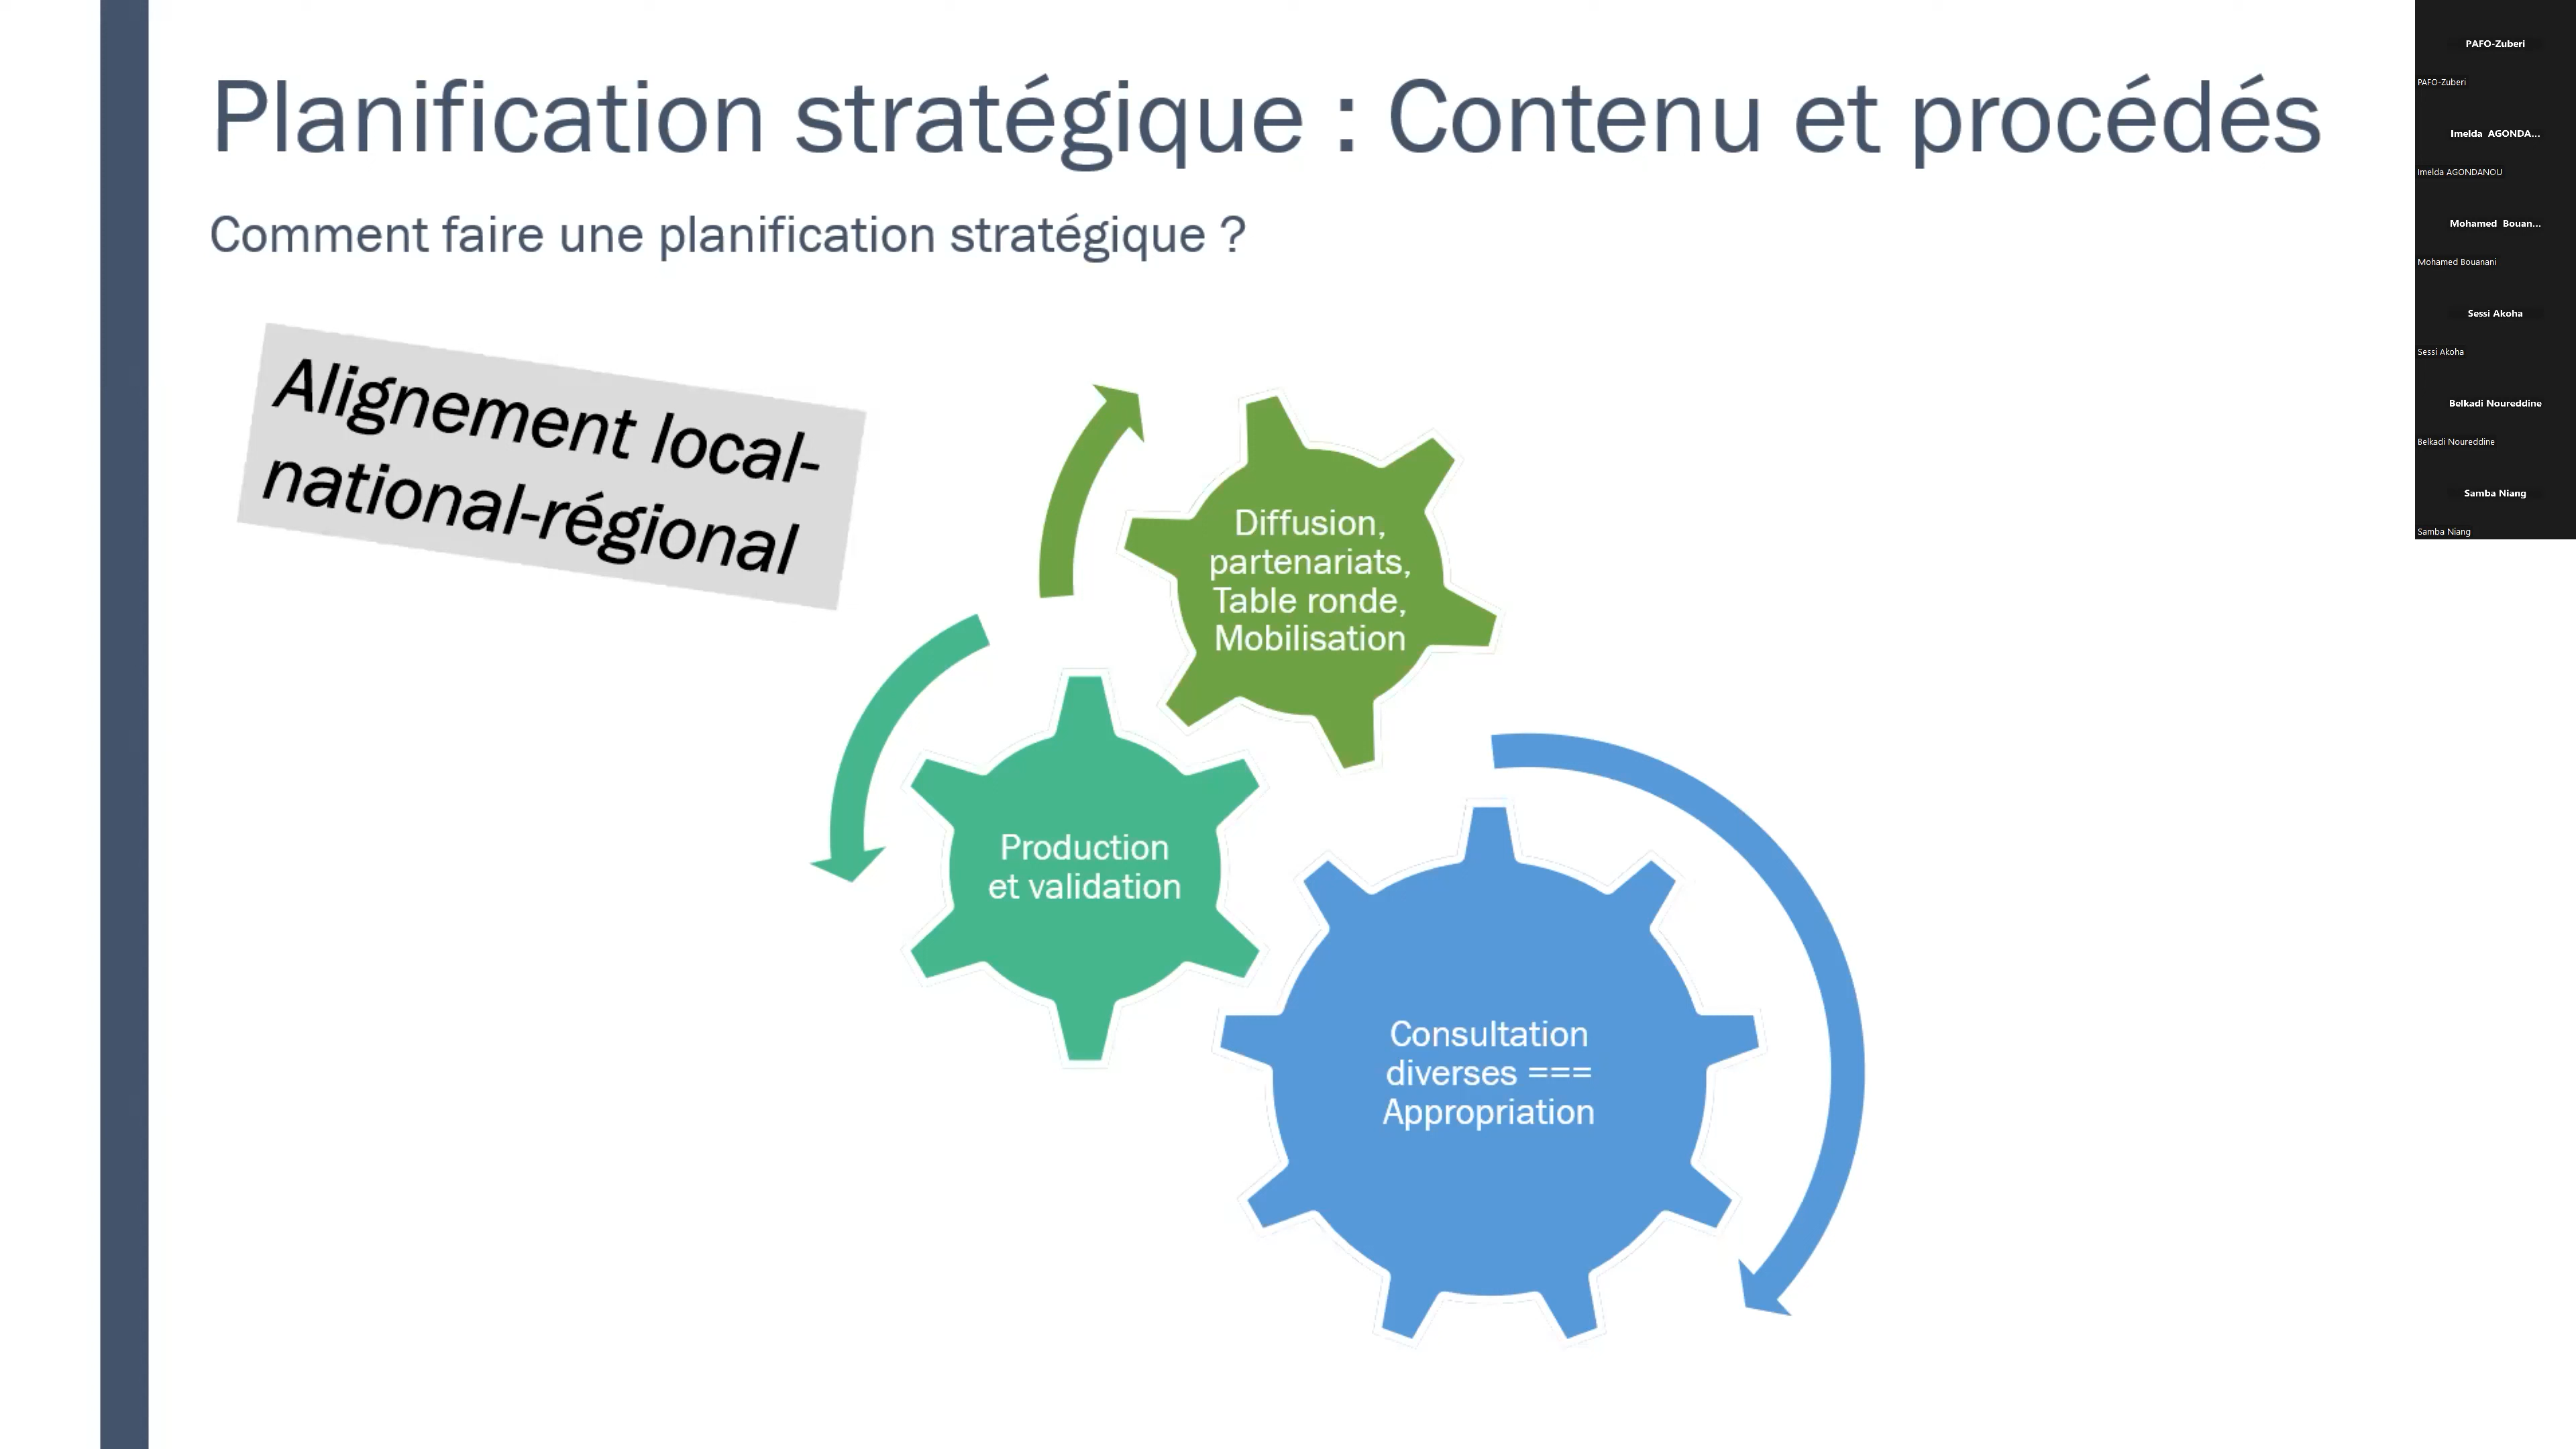 Planification stratégique : Contenu et procédés
Comment faire une planification stratégique ?
Alignement local-
national-régional
Diffusion,
partenariats,
Table ronde,
Mobilisation
Production
et validation
Consultation
diverses ===
Appropriation
PAFO-Zuberi
PAFO-Zuberi
Imelda AGONDA...
Imelda AGONDANOU
Mohamed Bouan...
Mohamed Bouanani
Sessi Akoha
Sessi Akoha
Belkadi Noureddine
Belkadi Noureddine
Samba Niang
Samba Niang